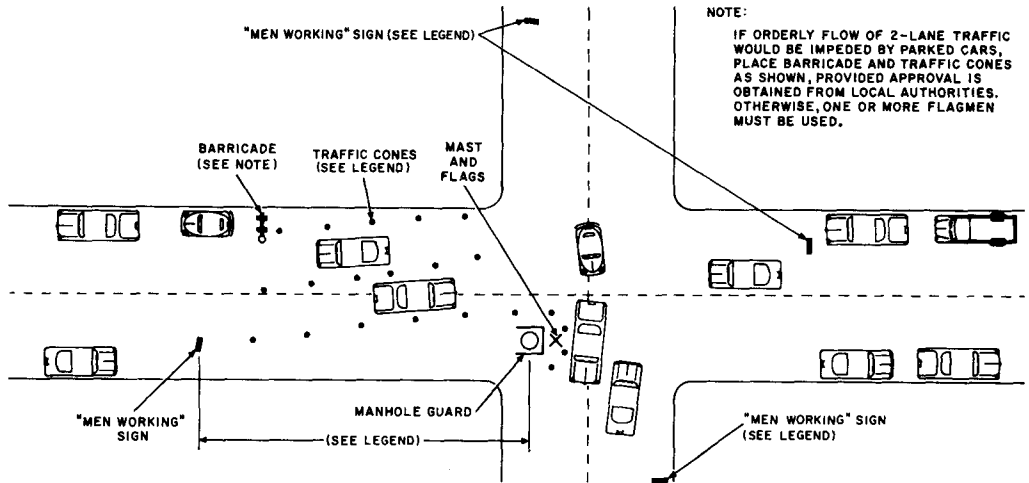 NOTE:
IF ORDERLY FLOW OF 2-LANE TRAFFIC
WOULD BE IMPEDED BY PARKED CARS,
PLACE BARRICADE AND TRAFFIC CONES
AS SHOWN, PROVIDED APPROVAL IS
OBTAINED FROM LOCAL AUTHORITIES.
OTHERWISE, ONE OR MORE FLAGMEN
MUST BE USED.
"MEN WORKING" SIGN (SEE LEGEND)
BARRICADE
(SEE NOTE)
TRAFFIC CONES
(SEE LEGEND)
MAST
AND
FLAGS
"MEN WORKING"
SIGN
MANHOLE GUARD
(SEE LEGEND)
"MEN WORKING" SIGN
(SEE LEGEND)